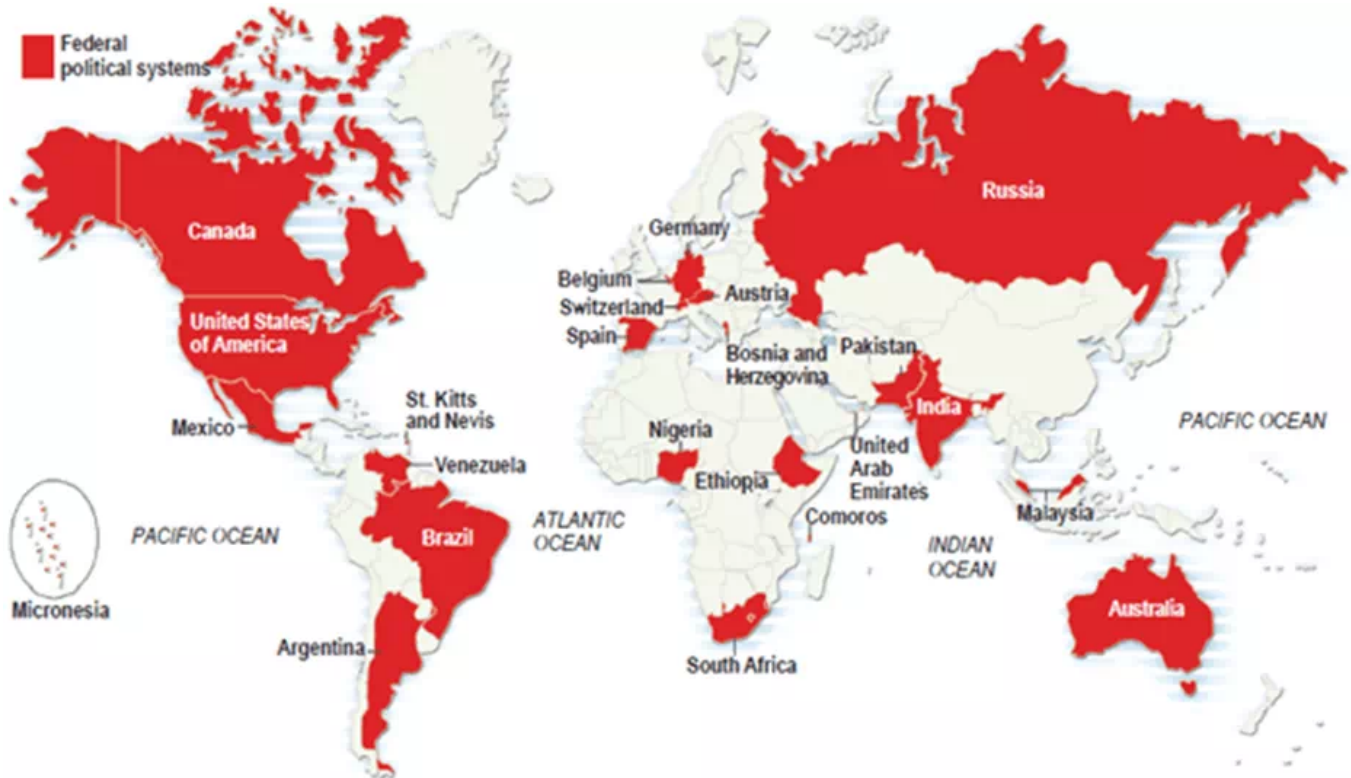 Federal
political systems
Canada
Russia
Germany
Belgium
Switzerland
Austria
United States
of America
Spain
Bosnia and
Herzegovina
Pakistan
India
Mexico
St. Kitts
and Nevis
PACIFIC OCEAN
Nigeria
Venezuela
United
Arab
Emirates
Ethiopia
Comoros
Malaysia
ATLANTIC
OCEAN
PACIFIC OCEAN
Brazil
INDIAN
OCEAN
Micronesia
Australia
Argentina
South Africa